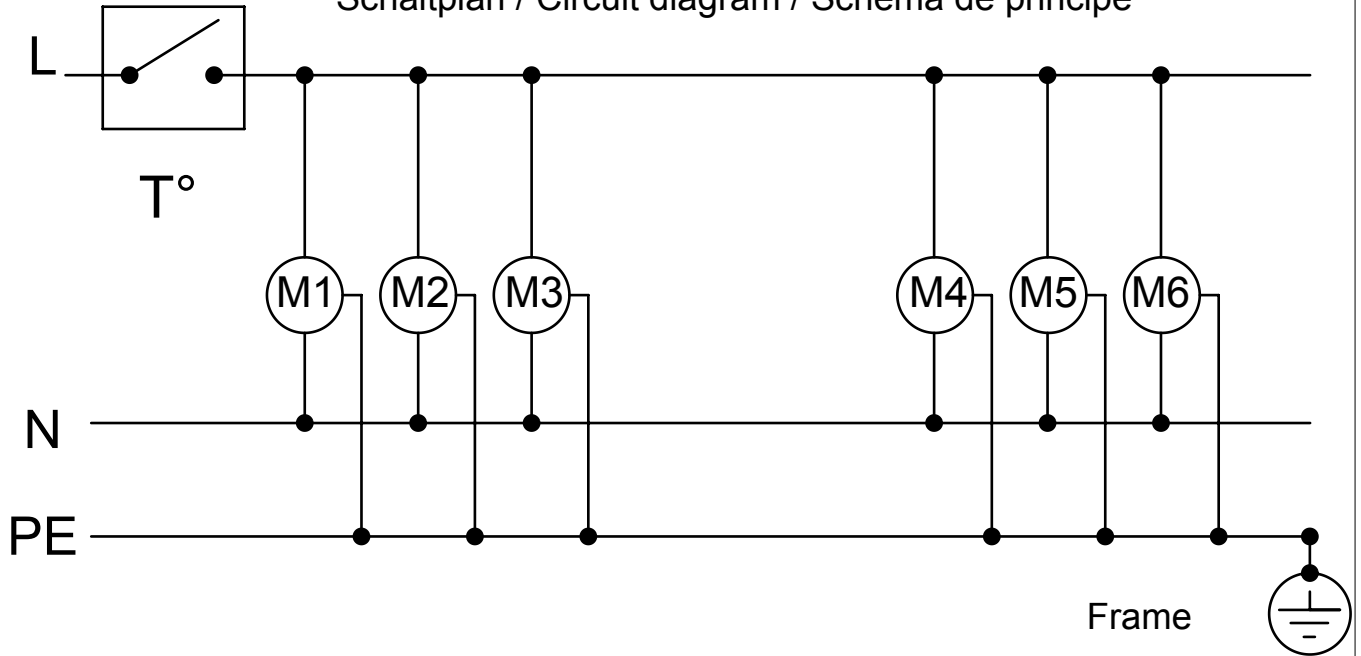 Schaltplan / Circuit diagram / Schéma de principe
L
T°
M1 M2 M3 M4 M5 M6
N
PE
Frame